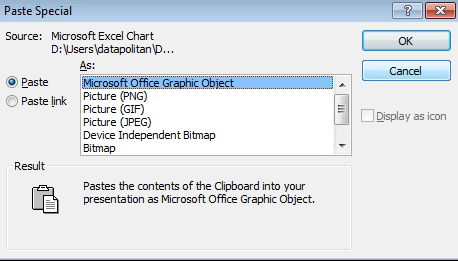 Paste Special
Source: Microsoft Excel Chart
D:\Users\datapolitan\D...
As:
Paste
Paste link
Microsoft Office Graphic Object
Picture (PNG)
Picture (GIF)
Picture (JPEG)
Device Independent Bitmap
Bitmap
OK
Cancel
Display as icon
Result
Pastes the contents of the Clipboard into your
presentation as Microsoft Office Graphic Object.